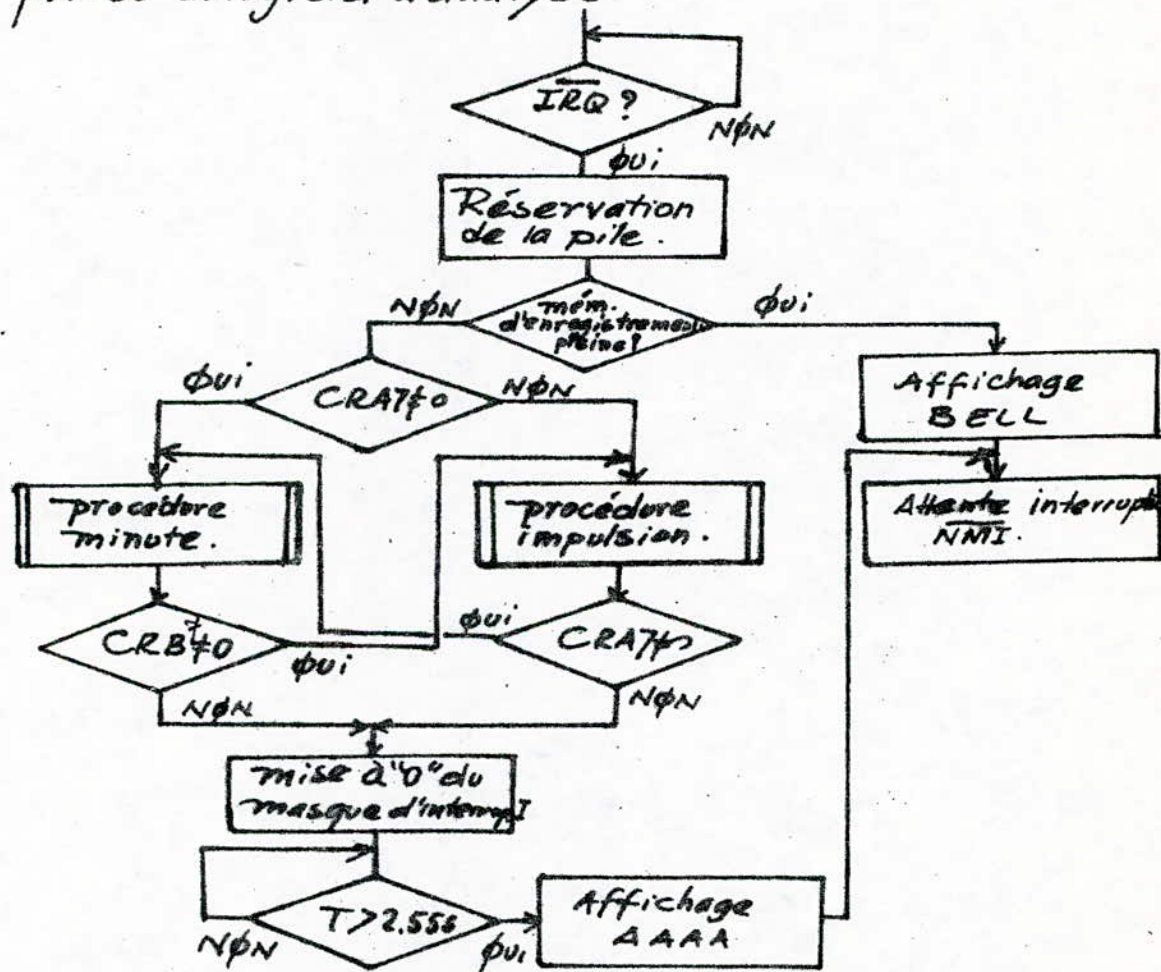 IRQ ?
NØN
ØUi
Réservation
de la pile.
NØN
mém.
d'enregistrement
pleine?
ØUi
ØUi
CRA7≠0
NØN
Affichage
BELL
procédure
minute.
procédure
impulsion.
Attente interrupt
NMI.
CRB7≠0
ØUi
ØUi
NØN
NØN
mise à "0" du
masque d'interrup I
T>2.55s
NØN
ØUi
Affichage
AAAA